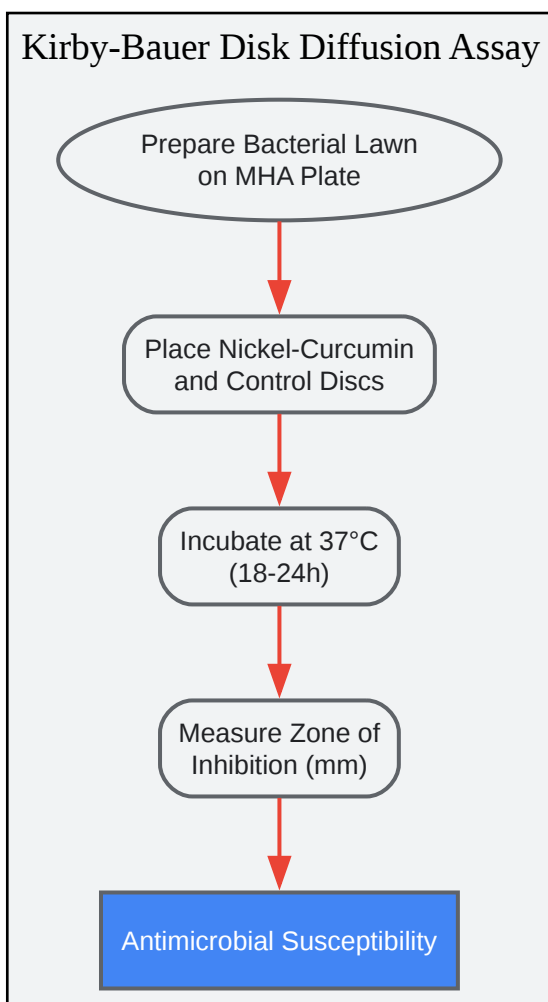 Kirby-Bauer Disk Diffusion Assay
Prepare Bacterial Lawn
on MHA Plate
Place Nickel-Curcumin
and Control Discs
Incubate at 37°C
(18-24h)
Measure Zone of
Inhibition (mm)
Antimicrobial Susceptibility